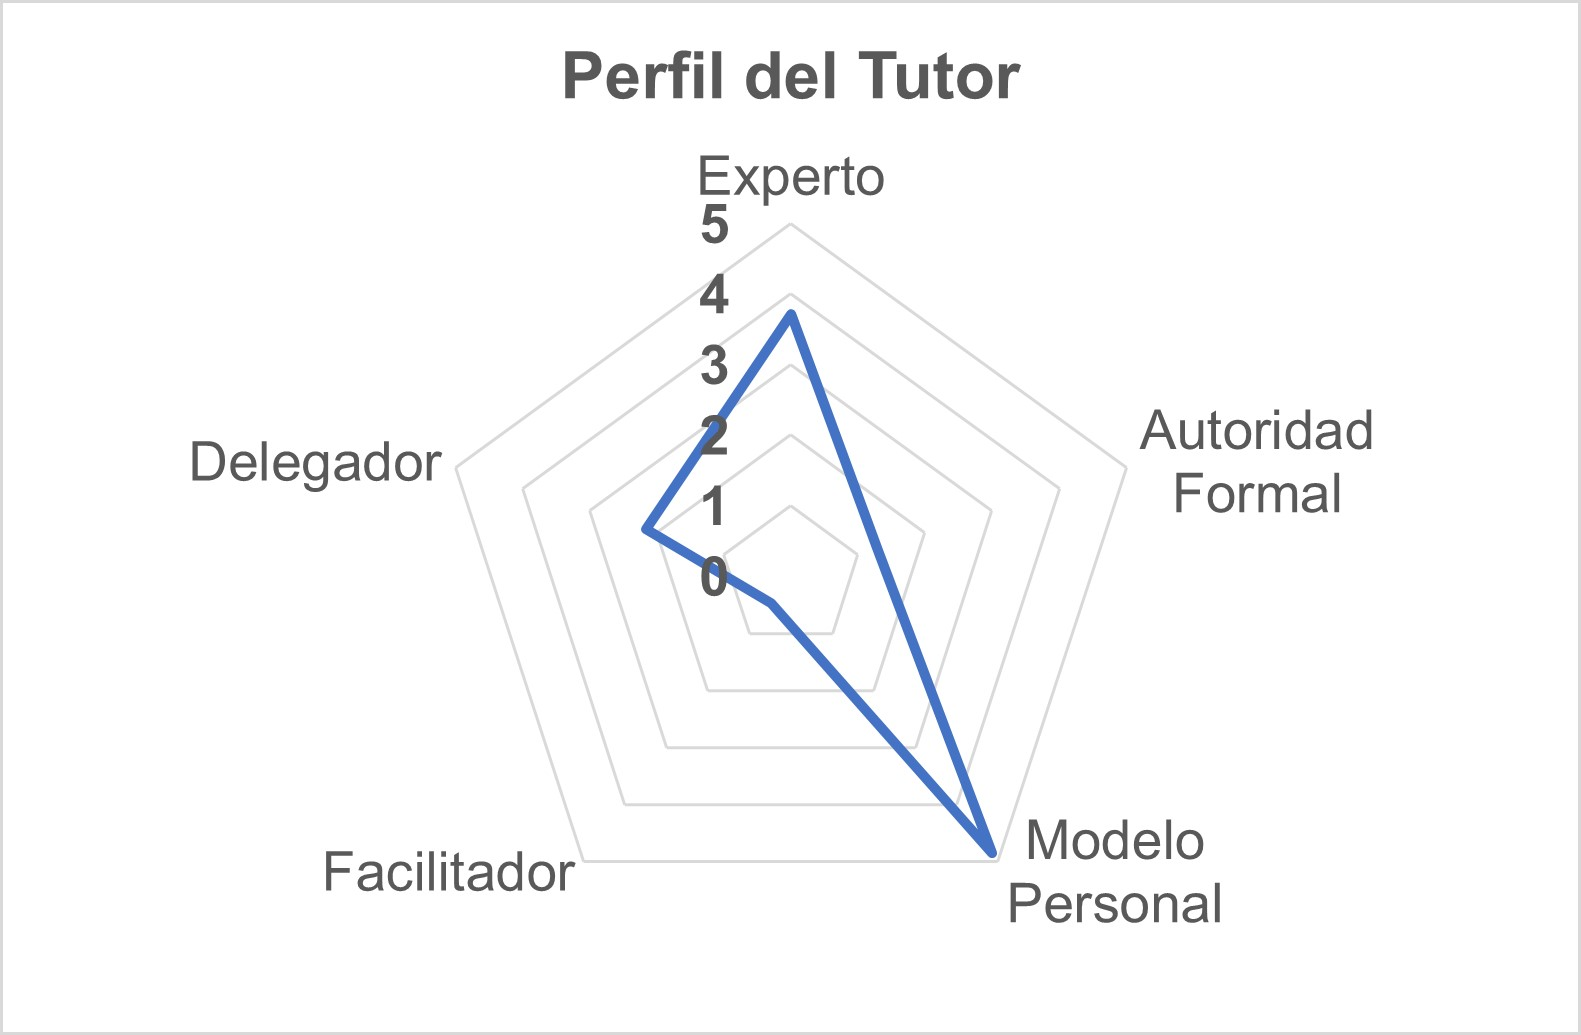 Perfil del Tutor
Experto
5
4
3
2
1
0
Autoridad
Formal
Modelo
Personal
Facilitador
Delegador